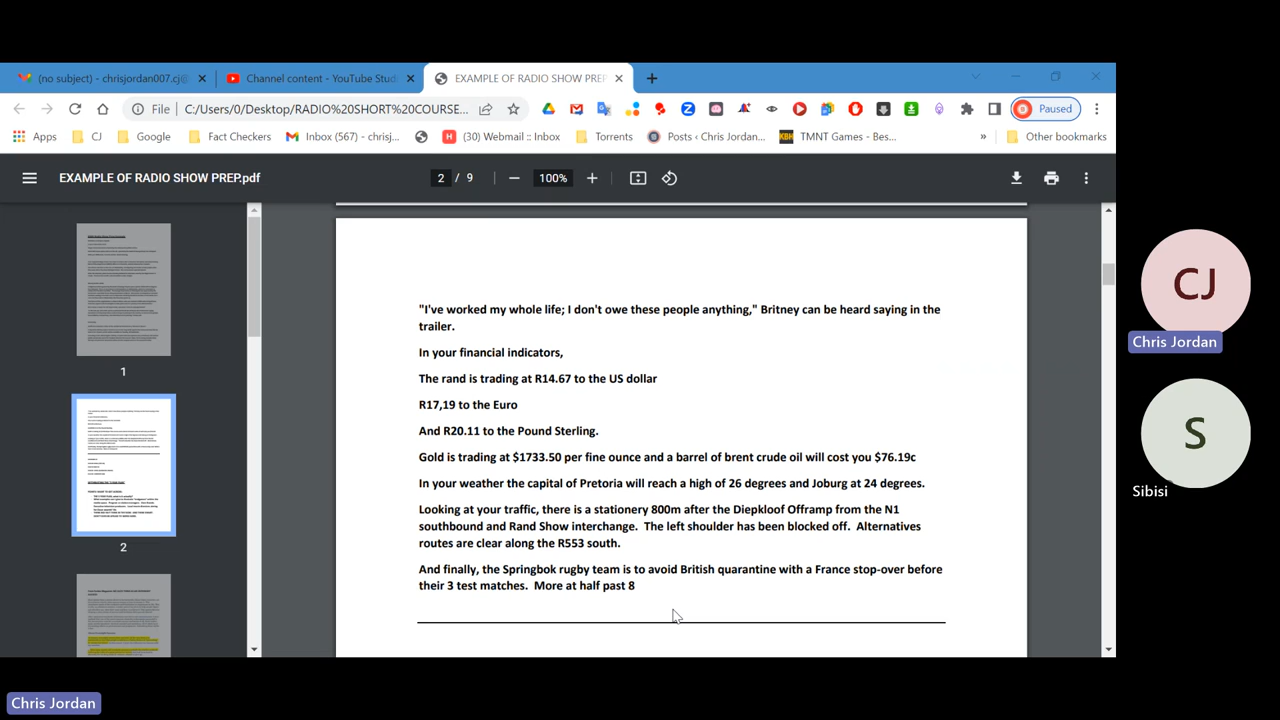 (no subject) - chrisjordan007.cj@
Channel content - YouTube Studi
EXAMPLE OF RADIO SHOW PREP
File
C:/Users/0/Desktop/RADIO%20SHORT%20COURSE...
Paused
Apps
CJ
Google
Fact Checkers
Inbox (567) - chrisj...
(30) Webmail :: Inbox
Torrents
Posts ‹ Chris Jordan...
KBH
TMNT Games - Bes...
»
Other bookmarks
EXAMPLE OF RADIO SHOW PREP.pdf
2 / 9
100%
1
2
"I've worked my whole life; I don't owe these people anything," Britney can be heard saying in the
trailer.
In your financial indicators,
The rand is trading at R14.67 to the US dollar
R17,19 to the Euro
And R20.11 to the Pound Sterling.
Gold is trading at $1733.50 per fine ounce and a barrel of brent crude oil will cost you $76.19c
In your weather the capital of Pretoria will reach a high of 26 degrees and Joburg at 24 degrees.
Looking at your traffic, there is a stationery 800m after the Diepkloof Offramp from the N1
southbound and Rand Show interchange. The left shoulder has been blocked off. Alternatives
routes are clear along the R553 south.
And finally, the Springbok rugby team is to avoid British quarantine with a France stop-over before
their 3 test matches. More at half past 8
CJ
Chris Jordan
S
Sibisi
Chris Jordan